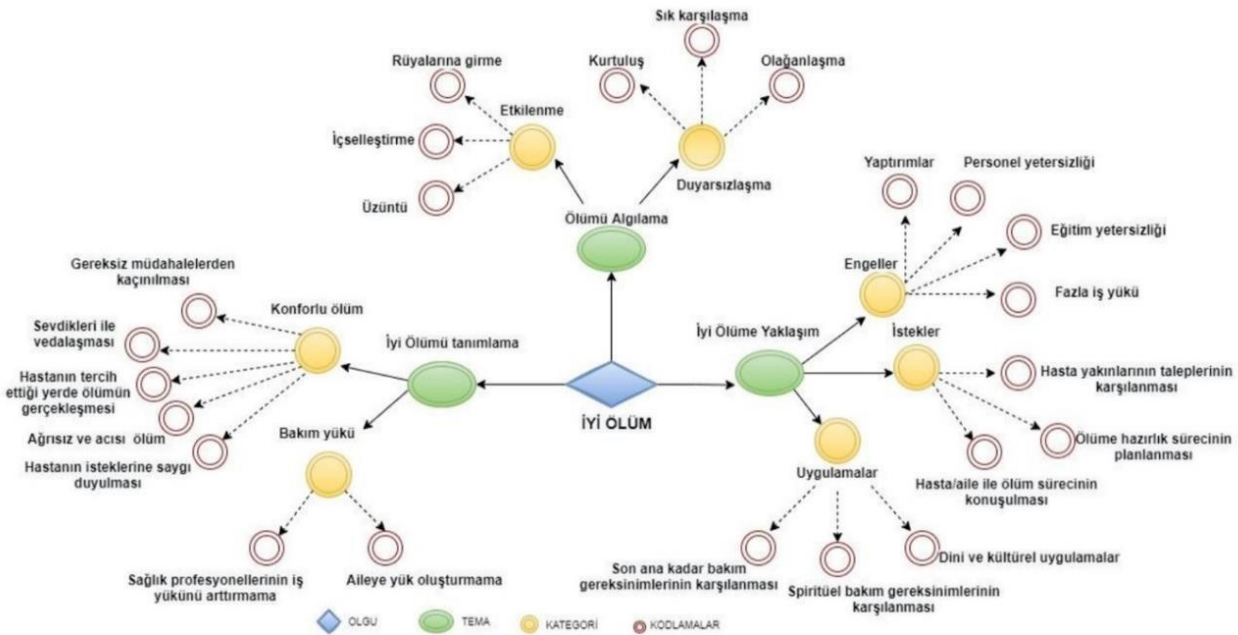 Sık karşılaşma
Rüyalarına girme
Kurtuluş
Olağanlaşma
Etkilenme
İçselleştirme
Duyarsızlaşma
Üzüntü
Ölümü Algılama
Yaptırımlar
Personel yetersizliği
Eğitim yetersizliği
Engeller
Fazla iş yükü
Gereksiz müdahalelerden
kaçınılması
Konforlu ölüm
Sevdikleri ile
vedalaşması
Hastanın tercih
ettiği yerde ölümün
gerçekleşmesi
Ağrısız ve acısı ölüm
Hastanın isteklerine saygı
duyulması
İyi Ölümü tanımlama
Bakım yükü
Sağlık profesyonellerinin iş
yükünü arttırmama
Aileye yük oluşturmama
İYİ ÖLÜM
İyi Ölüme Yaklaşım
İstekler
Hasta yakınlarının taleplerinin
karşılanması
Ölüme hazırlık sürecinin
planlanması
Hasta/aile ile ölüm sürecinin
konuşulması
Uygulamalar
Son ana kadar bakım
gereksinimlerinin karşılanması
Spiritüel bakım gereksinimlerinin
karşılanması
Dini ve kültürel uygulamalar
OLGU
TEMA
KATEGORİ
KODLAMALAR